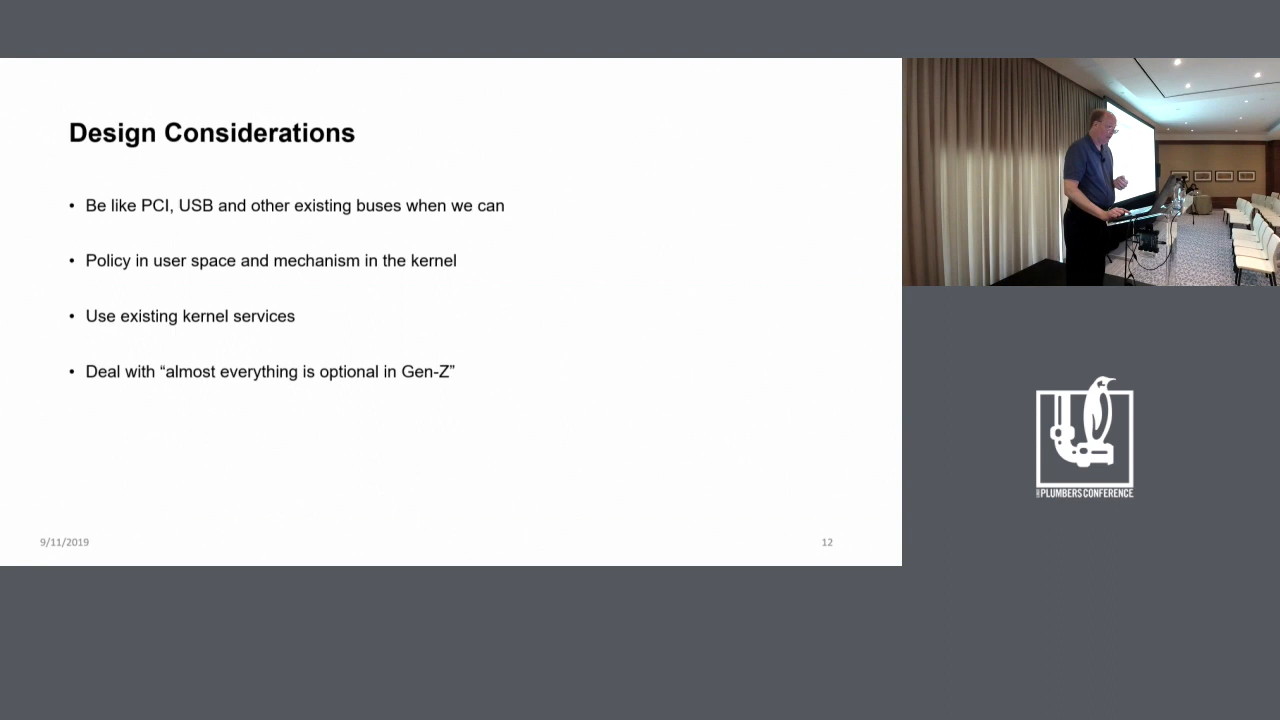 Design Considerations
• Be like PCI, USB and other existing buses when we can
• Policy in user space and mechanism in the kernel
• Use existing kernel services
• Deal with “almost everything is optional in Gen-Z”
9/11/2019
12
PLUMBERS CONFERENCE